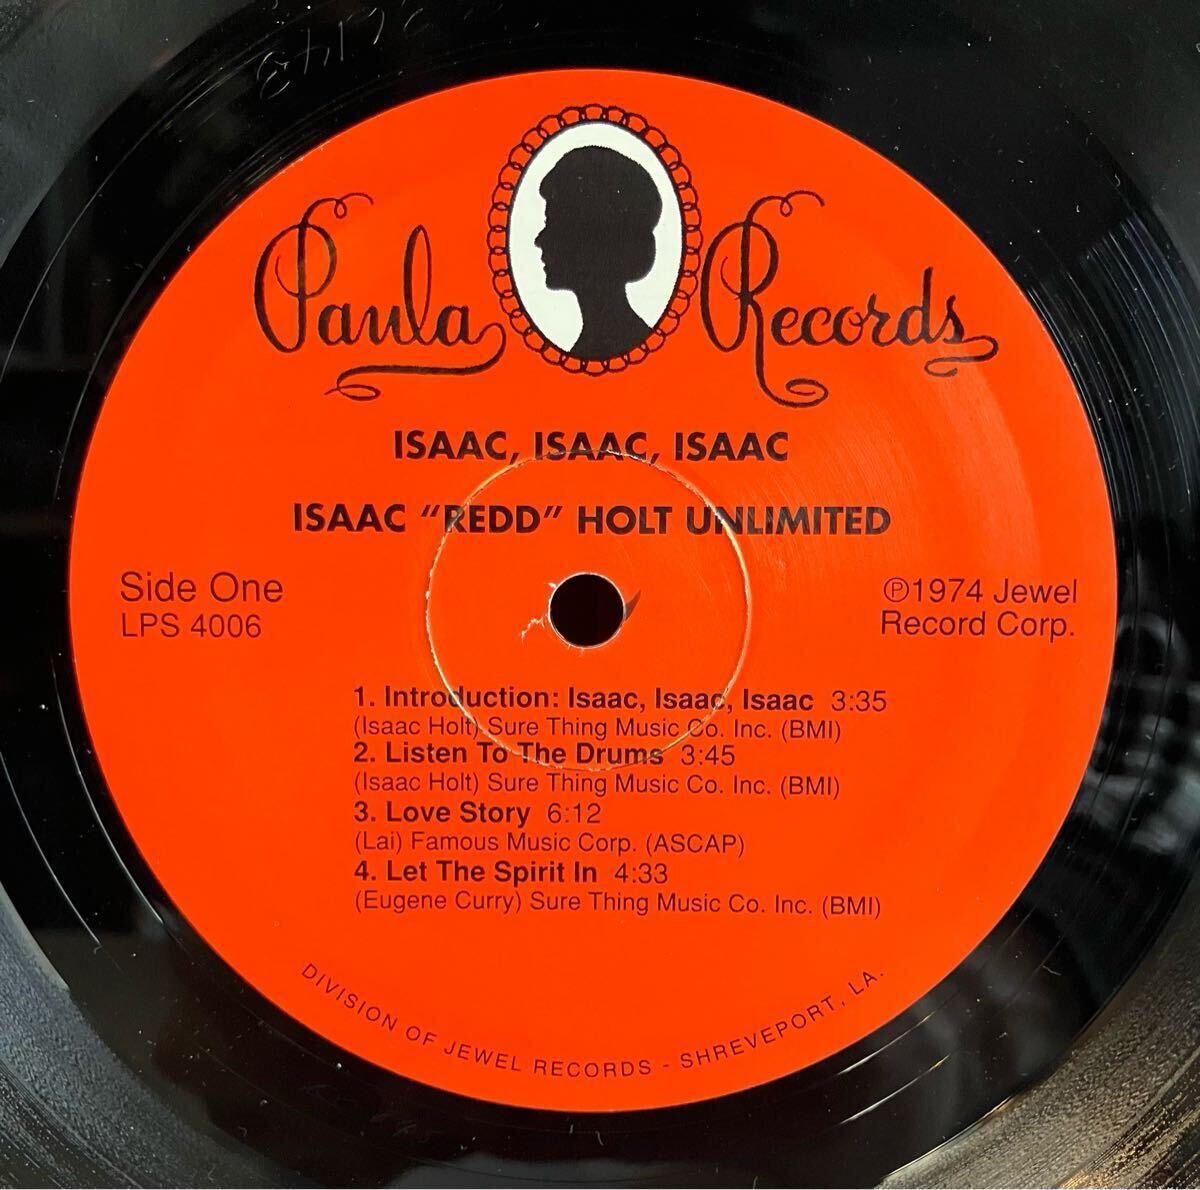 Paula Records
ISAAC, ISAAC, ISAAC
ISAAC “REDD” HOLT UNLIMITED
Side One
LPS 4006
℗1974 Jewel
Record Corp.
1. Introduction: Isaac, Isaac, Isaac 3:35
(Isaac Holt) Sure Thing Music Co. Inc. (BMI)
2. Listen To The Drums 3:45
(Isaac Holt) Sure Thing Music Co. Inc. (BMI)
3. Love Story 6:12
(Lai) Famous Music Corp. (ASCAP)
4. Let The Spirit In 4:33
(Eugene Curry) Sure Thing Music Co. Inc. (BMI)
DIVISION OF JEWEL RECORDS - SHREVEPORT, LA.